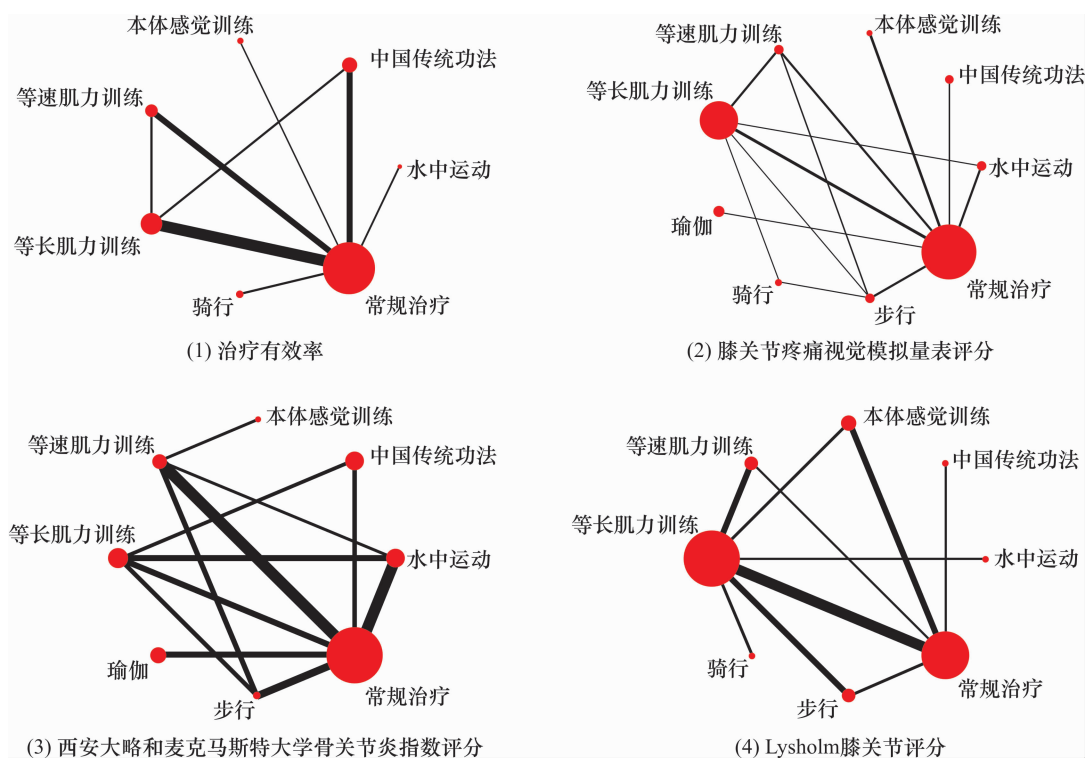 本体感觉训练
中国传统功法
等速肌力训练
水中运动
等长肌力训练
骑行
常规治疗
(1) 治疗有效率
本体感觉训练
等速肌力训练
中国传统功法
等长肌力训练
水中运动
瑜伽
骑行
常规治疗
步行
(2) 膝关节疼痛视觉模拟量表评分
本体感觉训练
等速肌力训练
中国传统功法
等长肌力训练
水中运动
瑜伽
常规治疗
步行
(3) 西安大略和麦克马斯特大学骨关节炎指数评分
本体感觉训练
等速肌力训练
中国传统功法
等长肌力训练
水中运动
骑行
常规治疗
步行
(4) Lysholm膝关节评分